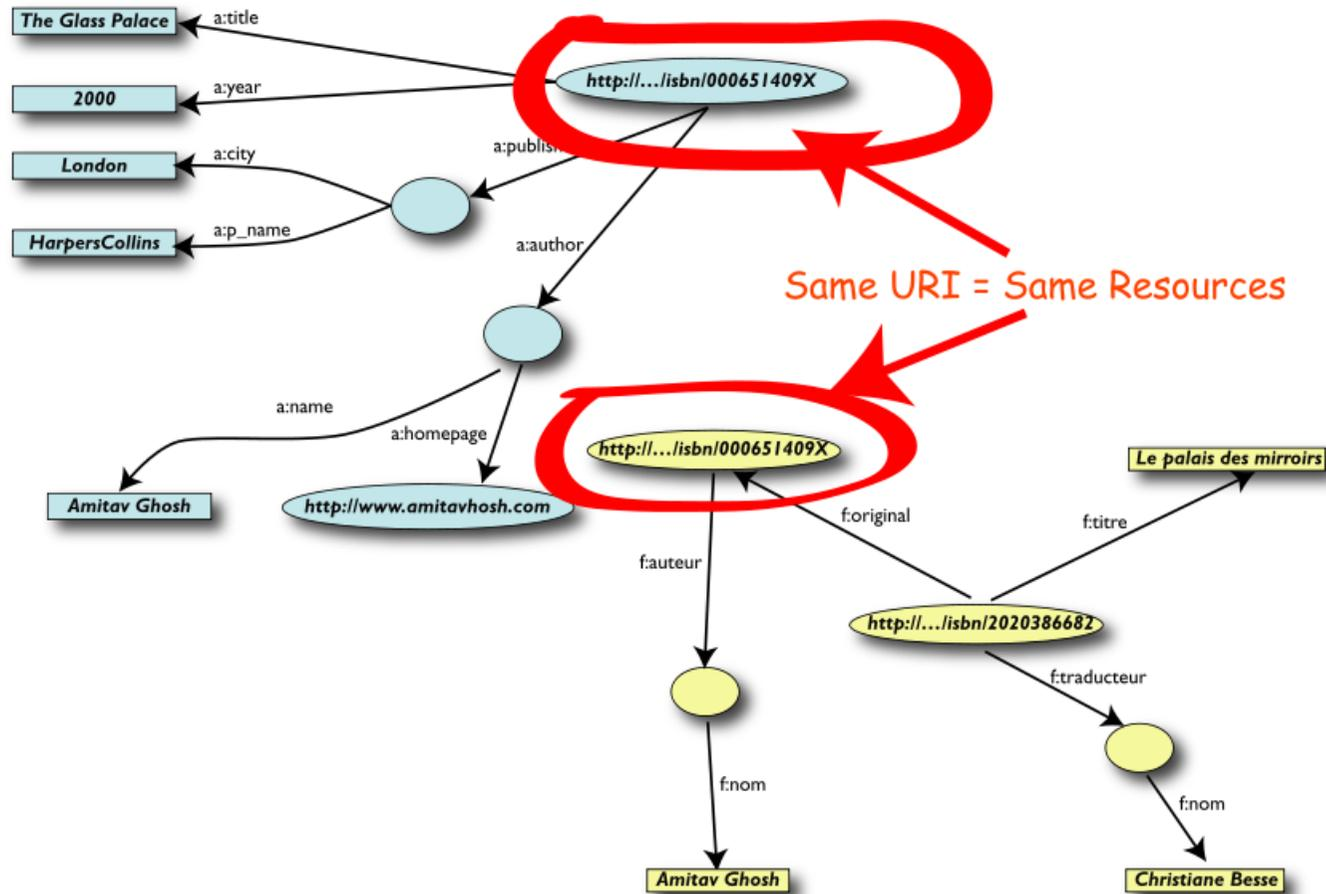 The Glass Palace
a:title
http://.../isbn/000651409X
2000
a:year
London
a:city
HarpersCollins
a:p_name
a:publish
a:author
Same URI = Same Resources
a:name
a:homepage
Amitav Ghosh
http://www.amitavhosh.com
http://.../isbn/000651409X
Le palais des mirroirs
f:original
f:titre
f:auteur
http://.../isbn/2020386682
f:traducteur
f:nom
f:nom
Amitav Ghosh
Christiane Besse